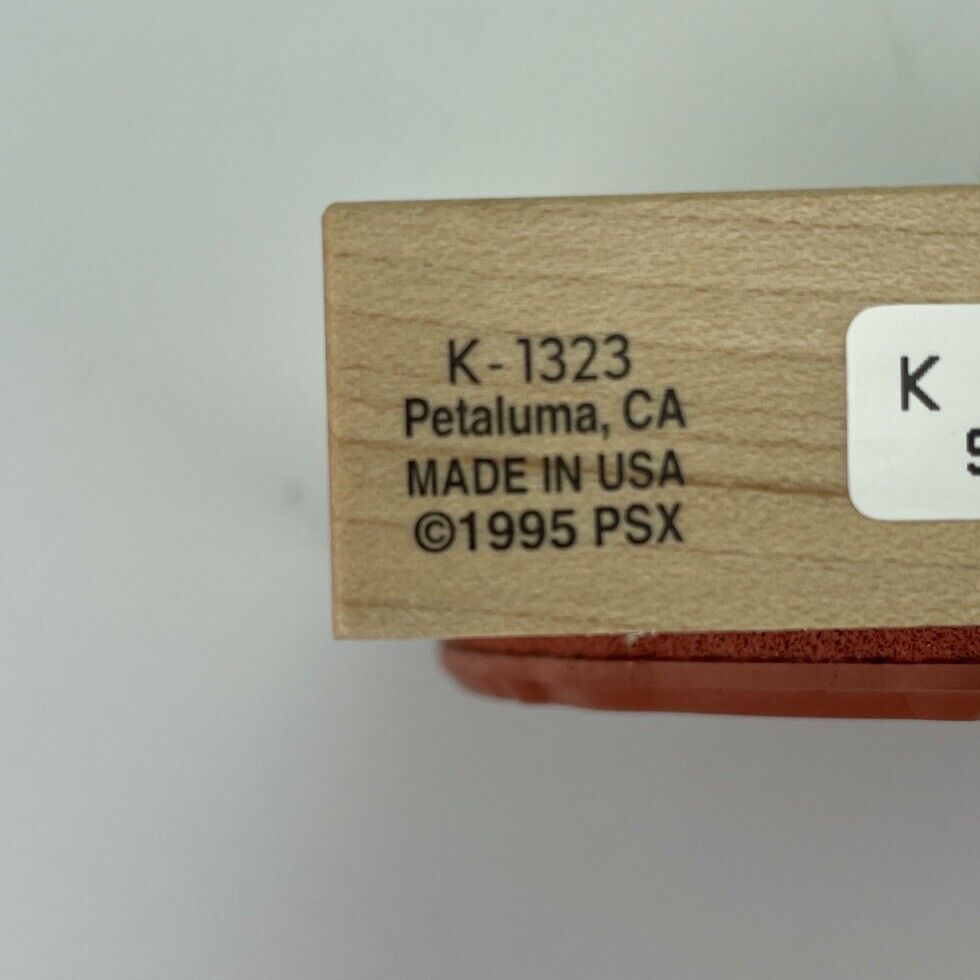 K-1323
Petaluma, CA
MADE IN USA
©1995 PSX
K